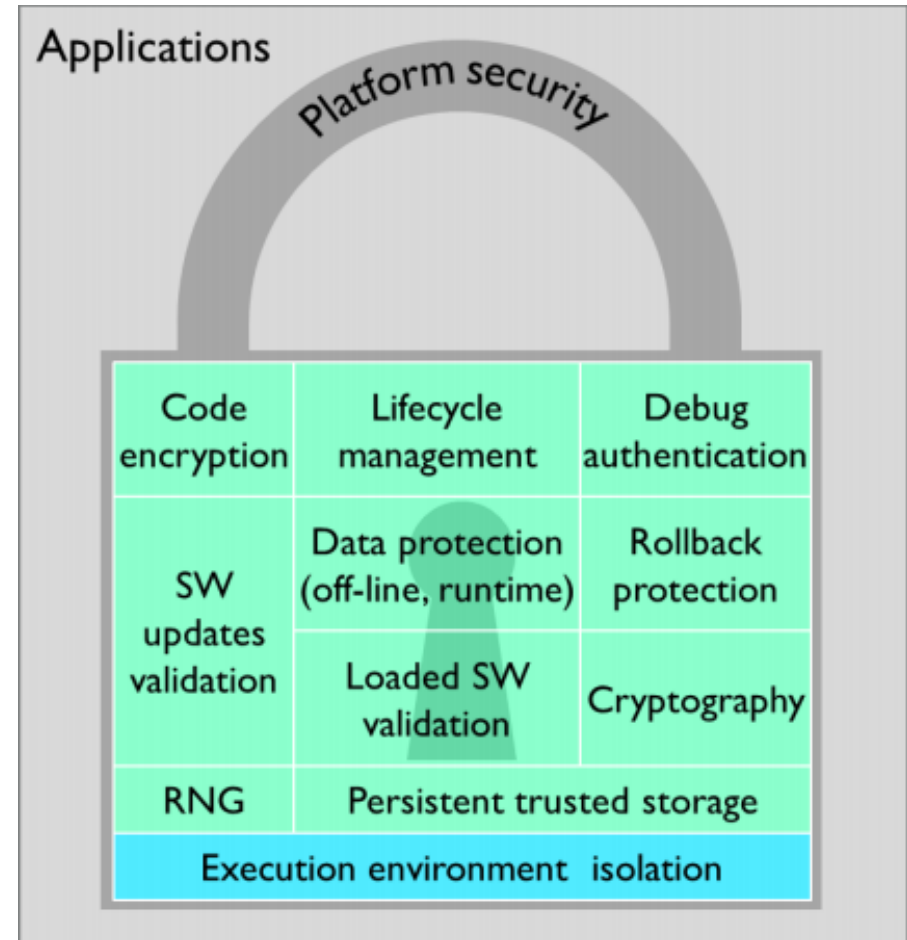 Applications
Platform security
Code
encryption
Lifecycle
management
Debug
authentication
SW
updates
validation
Data protection
(off-line, runtime)
Rollback
protection
Loaded SW
validation
Cryptography
RNG
Persistent trusted storage
Execution environment isolation